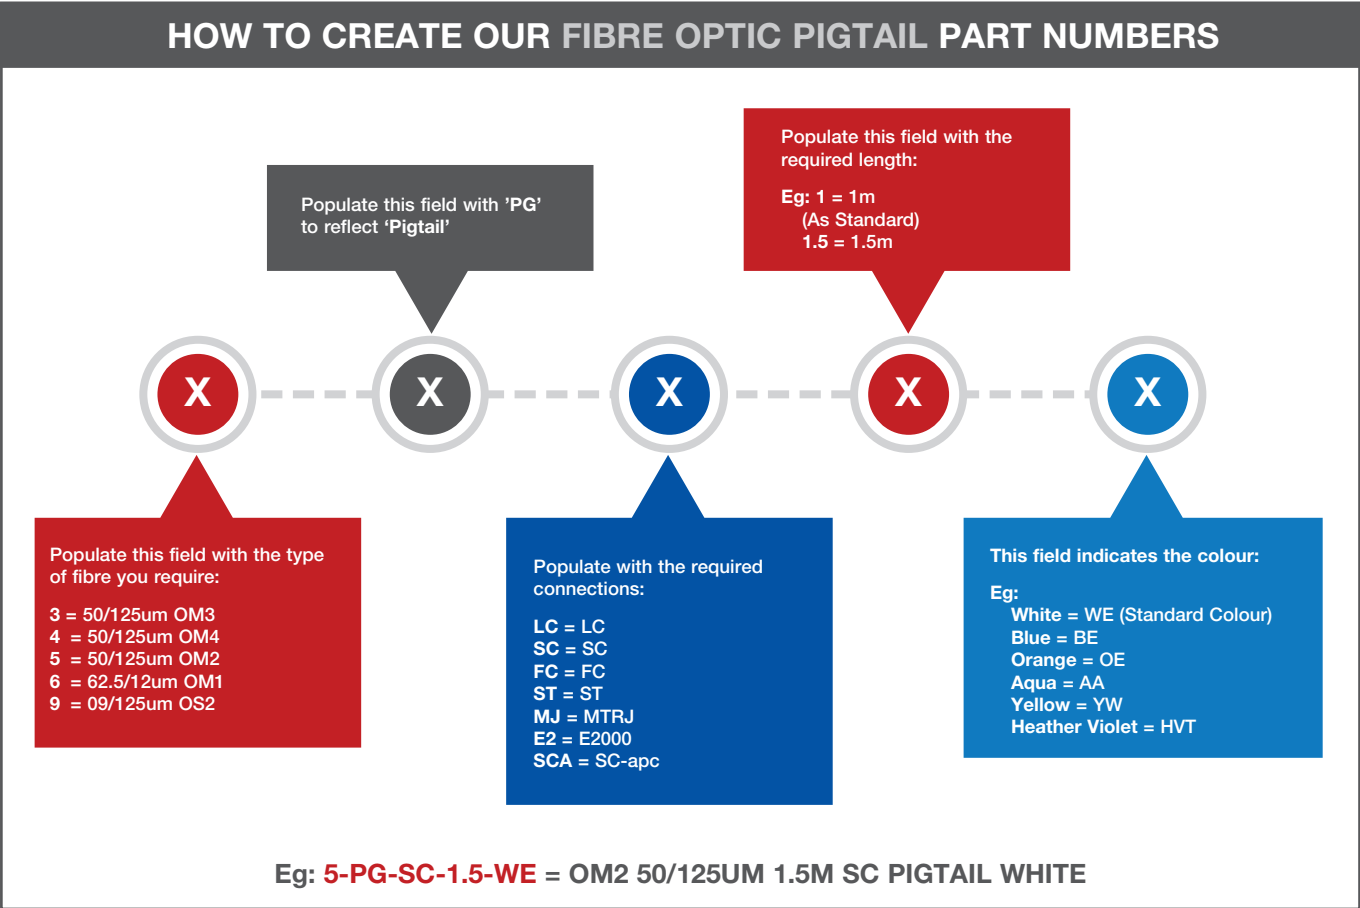 HOW TO CREATE OUR FIBRE OPTIC PIGTAIL PART NUMBERS
Populate this field with ’PG’
to reflect ‘Pigtail’
Populate this field with the
required length:
Eg: 1 = 1m
(As Standard)
1.5 = 1.5m
X
X
X
X
X
Populate this field with the type
of fibre you require:
3 = 50/125um OM3
4 = 50/125um OM4
5 = 50/125um OM2
6 = 62.5/12um OM1
9 = 09/125um OS2
Populate with the required
connections:
LC = LC
SC = SC
FC = FC
ST = ST
MJ = MTRJ
E2 = E2000
SCA = SC-apc
This field indicates the colour:
Eg:
White = WE (Standard Colour)
Blue = BE
Orange = OE
Aqua = AA
Yellow = YW
Heather Violet = HVT
Eg: 5-PG-SC-1.5-WE = OM2 50/125UM 1.5M SC PIGTAIL WHITE